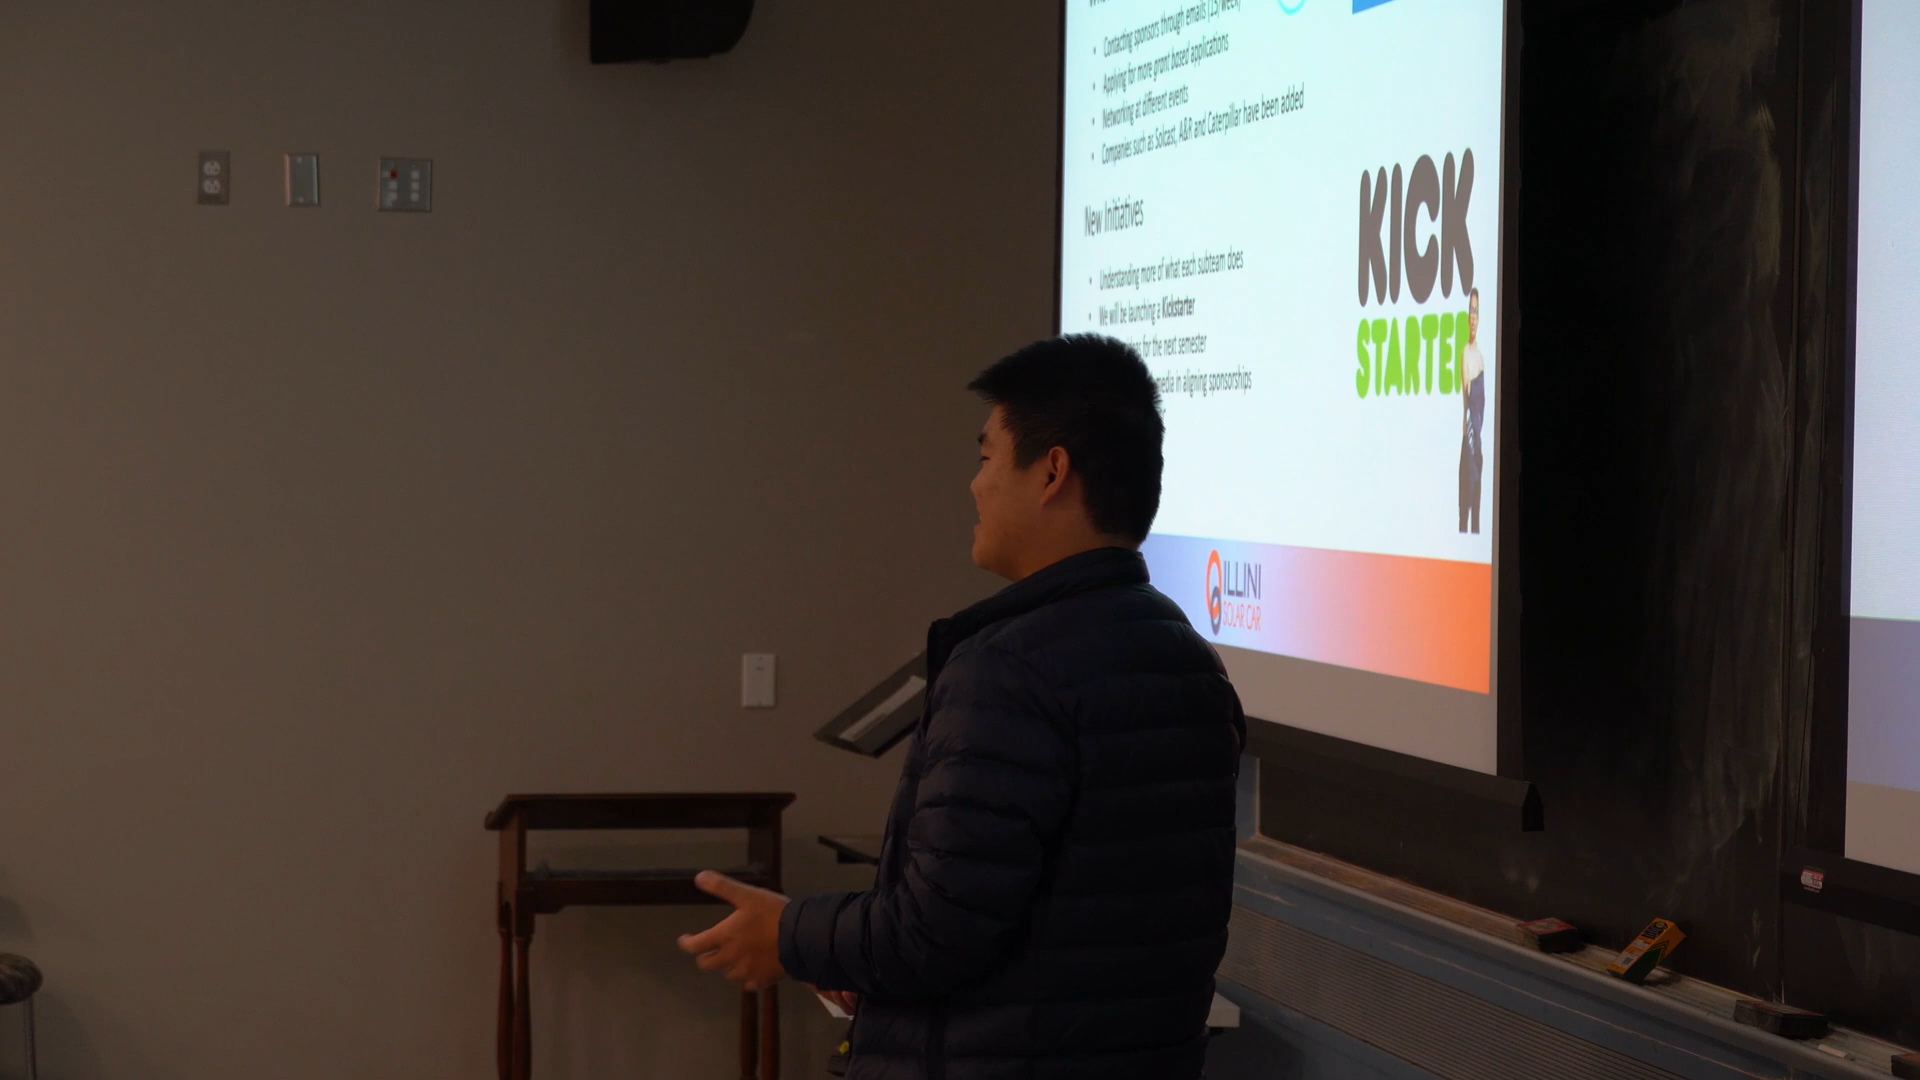 Contacting sponsors through emails (15/week)
Applying for more grant based applications
Networking at different events
Companies such as Solcast, A&R and Caterpillar have been added
New Initiatives
Understanding more of what each subteam does
We will be launching a Kickstarter
for the next semester
media in aligning sponsorships
KICK
STARTER
ILLINI
SOLAR CAR